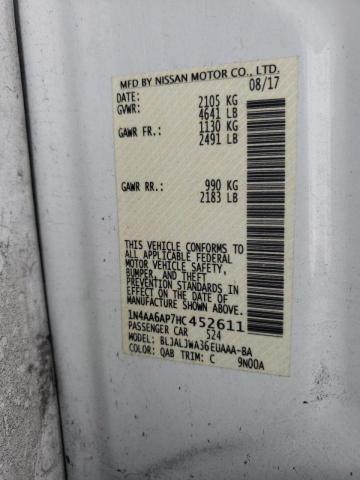 MFD BY NISSAN MOTOR CO., LTD.
DATE: 08/17
GVWR: 2105 KG
4641 LB
GAWR FR.: 1130 KG
2491 LB
GAWR RR.: 990 KG
2183 LB
THIS VEHICLE CONFORMS TO
ALL APPLICABLE FEDERAL
MOTOR VEHICLE SAFETY,
BUMPER, AND THEFT
PREVENTION STANDARDS
IN EFFECT ON THE DATE OF
MANUFACTURE SHOWN ABOVE.
1N4AA6AP7HC452611
PASSENGER CAR S24
MODEL: BLJALJWA36EUAAA-BA
COLOR: QAB TRIM: C 9N00A